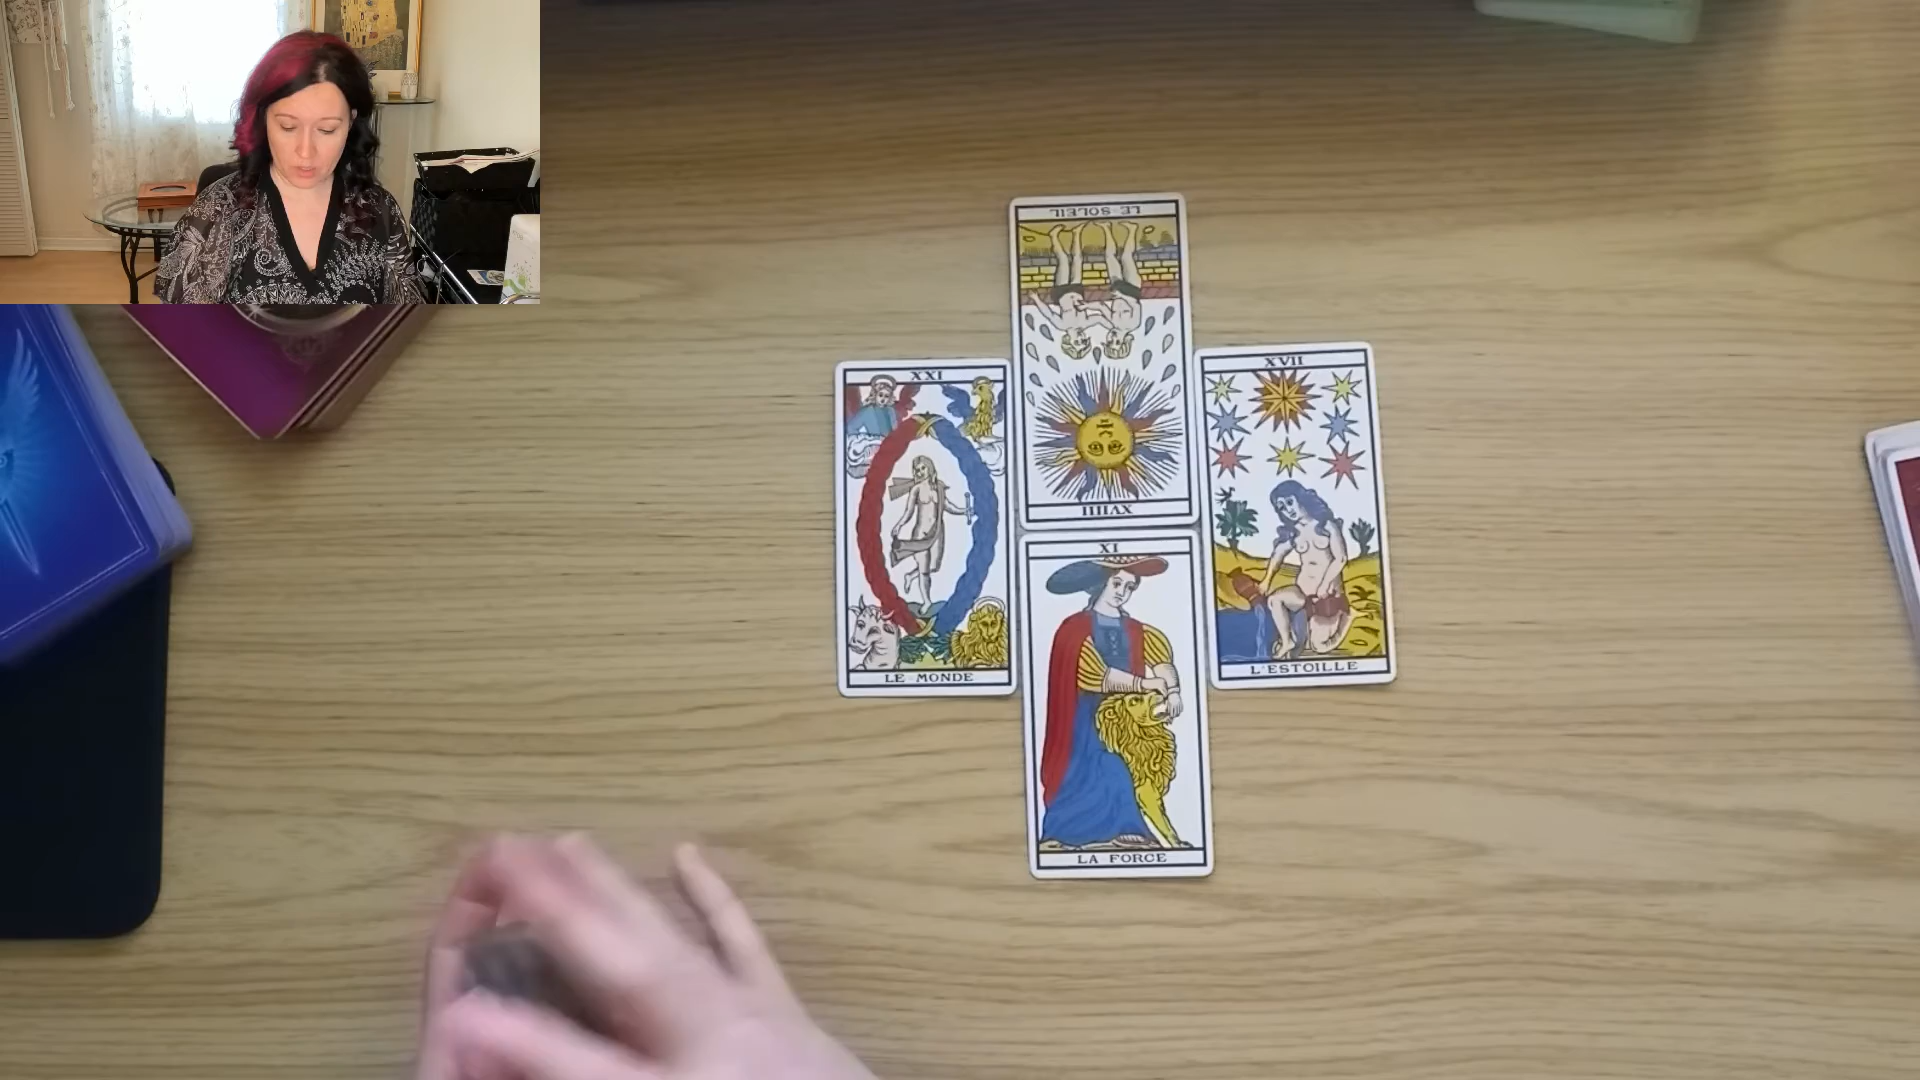 LE SOLEIL
XVIIII
XXI
LE MONDE
XVII
L'ESTOILLE
XI
LA FORCE